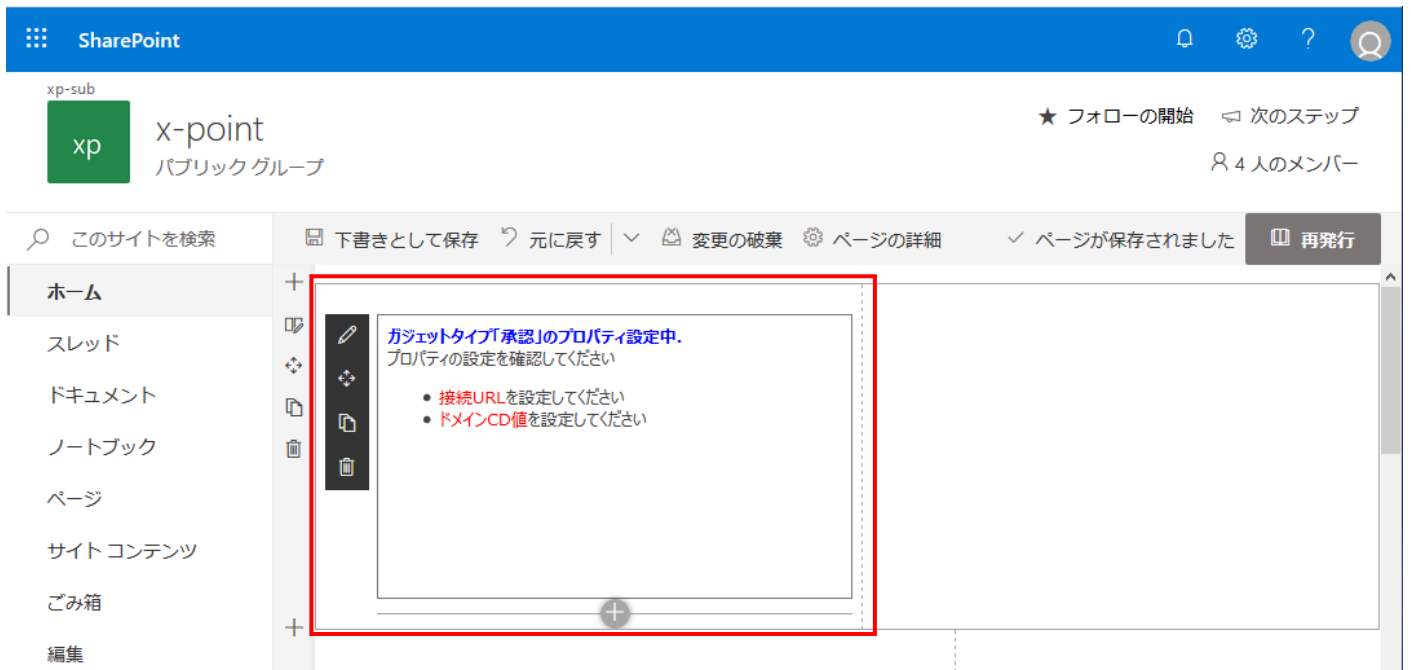 SharePoint
xp-sub
xp
x-point
パブリック グループ
★ フォローの開始 次のステップ
4 人のメンバー
このサイトを検索
下書きとして保存 元に戻す 変更の破棄 ページの詳細 ページが保存されました 再発行
ホーム
スレッド
ドキュメント
ノートブック
ページ
サイト コンテンツ
ごみ箱
編集
ガジェットタイプ「承認」のプロパティ設定中.
プロパティの設定を確認してください
• 接続URLを設定してください
• ドメインCD値を設定してください